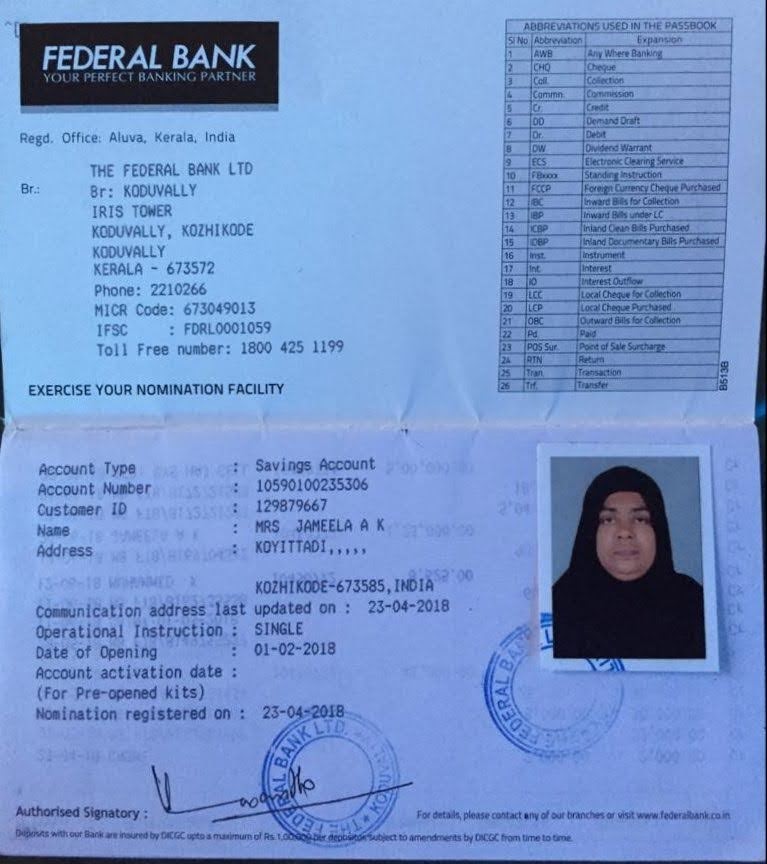 FEDERAL BANK
YOUR PERFECT BANKING PARTNER
Regd. Office: Aluva, Kerala, India
THE FEDERAL BANK LTD
Br.: Br: KODUVALLY
IRIS TOWER
KODUVALLY, KOZHIKODE
KODUVALLY
KERALA - 673572
Phone: 2210266
MICR Code: 673049013
IFSC : FDRL0001059
Toll Free number: 1800 425 1199
EXERCISE YOUR NOMINATION FACILITY
ABBREVIATIONS USED IN THE PASSBOOK
Sl No Abbreviation Expansion
1 AWB Any Where Banking
2 CHQ Cheque
3 Coll. Collection
4 Commn. Commission
5 Cr. Credit
6 DD Demand Draft
7 Dr. Debit
8 DW Dividend Warrant
9 ECS Electronic Clearing Service
10 FBxxxx Standing Instruction
11 FCCP Foreign Currency Cheque Purchased
12 IBC Inward Bills for Collection
13 IBP Inward Bills under LC
14 ICBP Inland Clean Bills Purchased
15 IDBP Inland Documentary Bills Purchased
16 Inst. Instrument
17 Int. Interest
18 IO Interest Outflow
19 LCC Local Cheque for Collection
20 LCP Local Cheque Purchased
21 OBC Outward Bills for Collection
22 Pd. Paid
23 POS Sur. Point of Sale Surcharge
24 RTN Return
25 Tran. Transaction
26 Trf. Transfer
B513B
Account Type : Savings Account
Account Number : 10590100235306
Customer ID : 129879667
Name : MRS JAMEELA A K
Address : KOYITTADI,,,,,
KOZHIKODE-673585,INDIA
Communication address last updated on : 23-04-2018
Operational Instruction : SINGLE
Date of Opening : 01-02-2018
Account activation date :
(For Pre-opened kits)
Nomination registered on : 23-04-2018
FEDERAL BANK
THE FEDERAL BANK LTD.
Authorised Signatory :
For details, please contact any of our branches or visit www.federalbank.co.in
Deposits with our Bank are insured by DICGC upto a maximum of Rs. 1,00,000 per depositor, subject to amendments by DICGC from time to time.